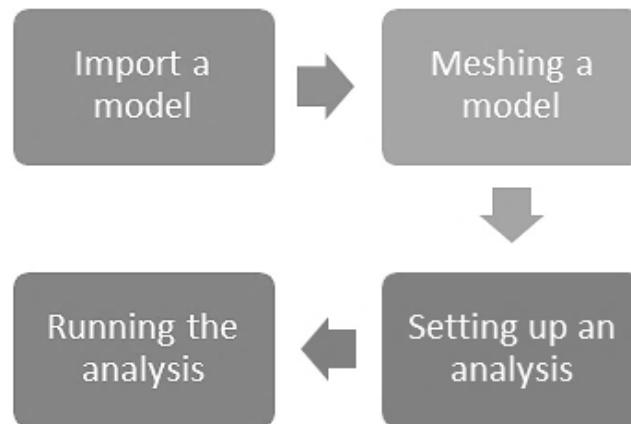 Import a
model
Meshing a
model
Setting up an
analysis
Running the
analysis